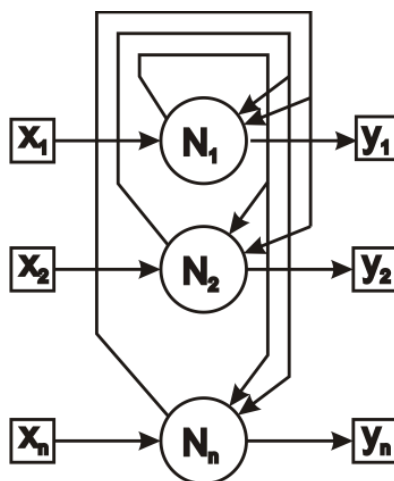 x₁ N₁ y₁
x₂ N₂ y₂
xₙ Nₙ yₙ